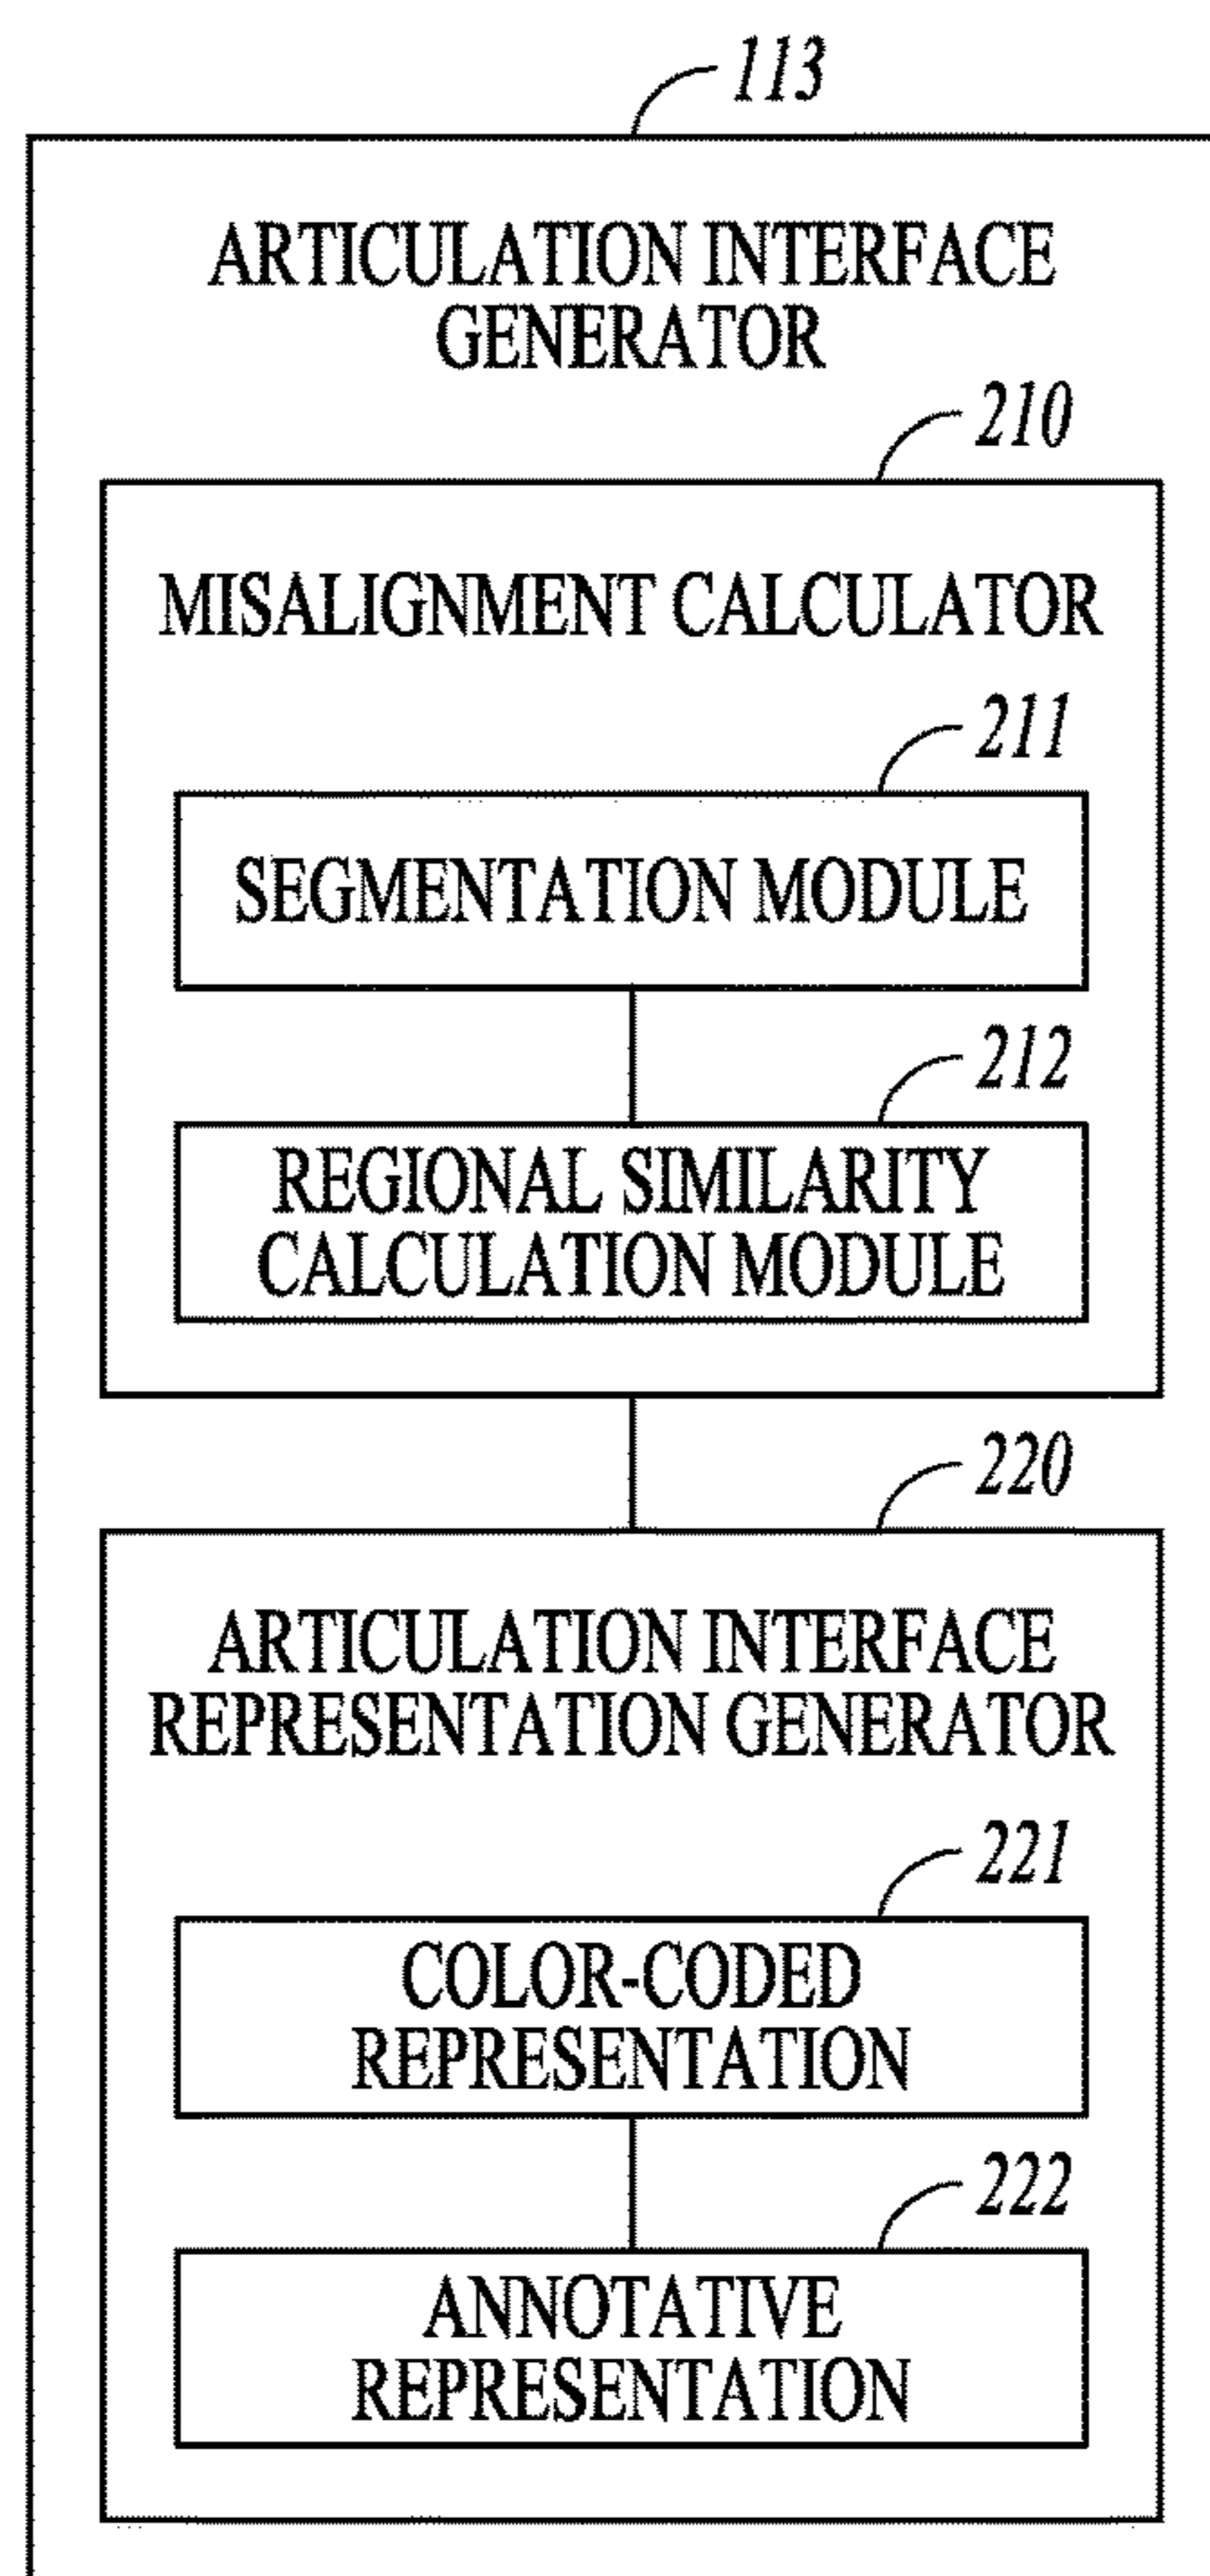 113
ARTICULATION INTERFACE
GENERATOR
210
MISALIGNMENT CALCULATOR
211
SEGMENTATION MODULE
212
REGIONAL SIMILARITY
CALCULATION MODULE
220
ARTICULATION INTERFACE
REPRESENTATION GENERATOR
221
COLOR-CODED
REPRESENTATION
222
ANNOTATIVE
REPRESENTATION